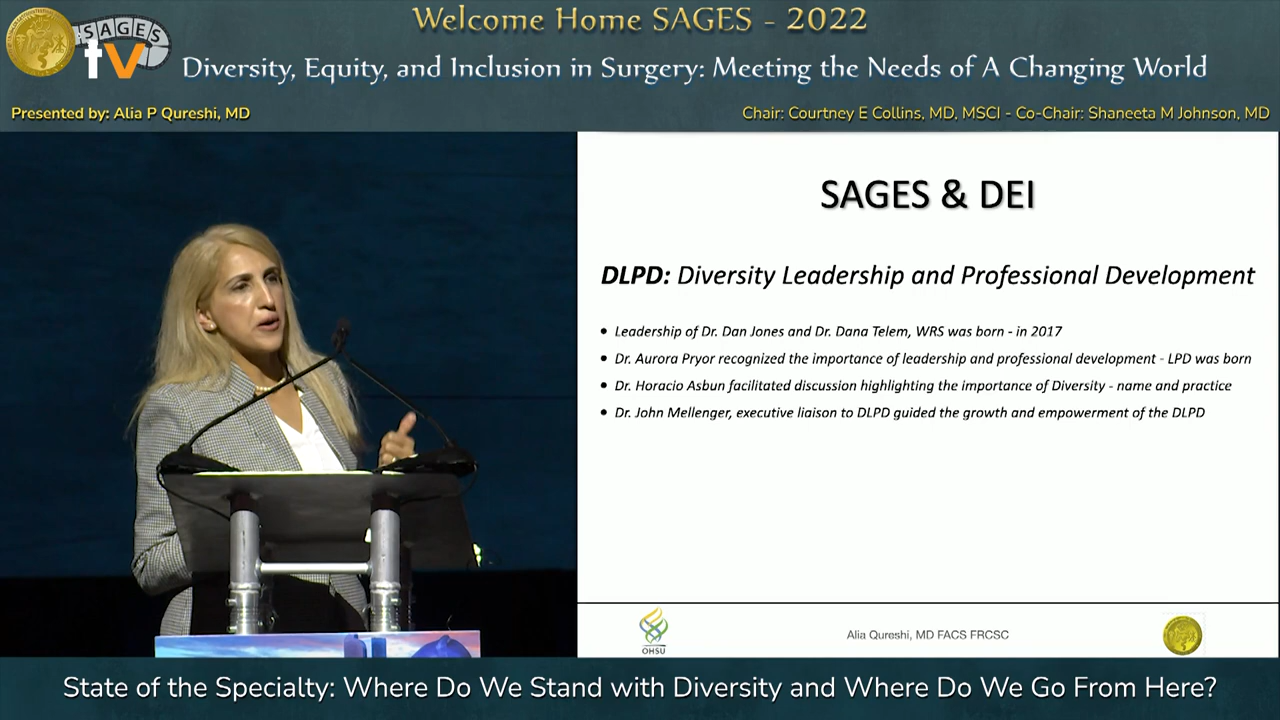 Welcome Home SAGES - 2022
SAGES
tv
Diversity, Equity, and Inclusion in Surgery: Meeting the Needs of A Changing World
Presented by: Alia P Qureshi, MD
Chair: Courtney E Collins, MD, MSCI - Co-Chair: Shaneeta M Johnson, MD
SAGES & DEI
DLPD: Diversity Leadership and Professional Development
• Leadership of Dr. Dan Jones and Dr. Dana Telem, WRS was born - in 2017
• Dr. Aurora Pryor recognized the importance of leadership and professional development - LPD was born
• Dr. Horacio Asbun facilitated discussion highlighting the importance of Diversity - name and practice
• Dr. John Mellenger, executive liaison to DLPD guided the growth and empowerment of the DLPD
OHSU
Alia Qureshi, MD FACS FRCSC
State of the Specialty: Where Do We Stand with Diversity and Where Do We Go From Here?